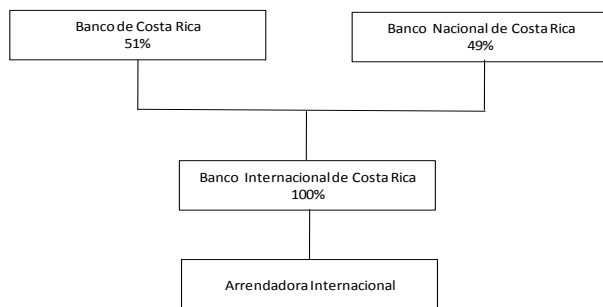 Banco de Costa Rica
51%
Banco Nacional de Costa Rica
49%
Banco Internacional de Costa Rica
100%
Arrendadora Internacional